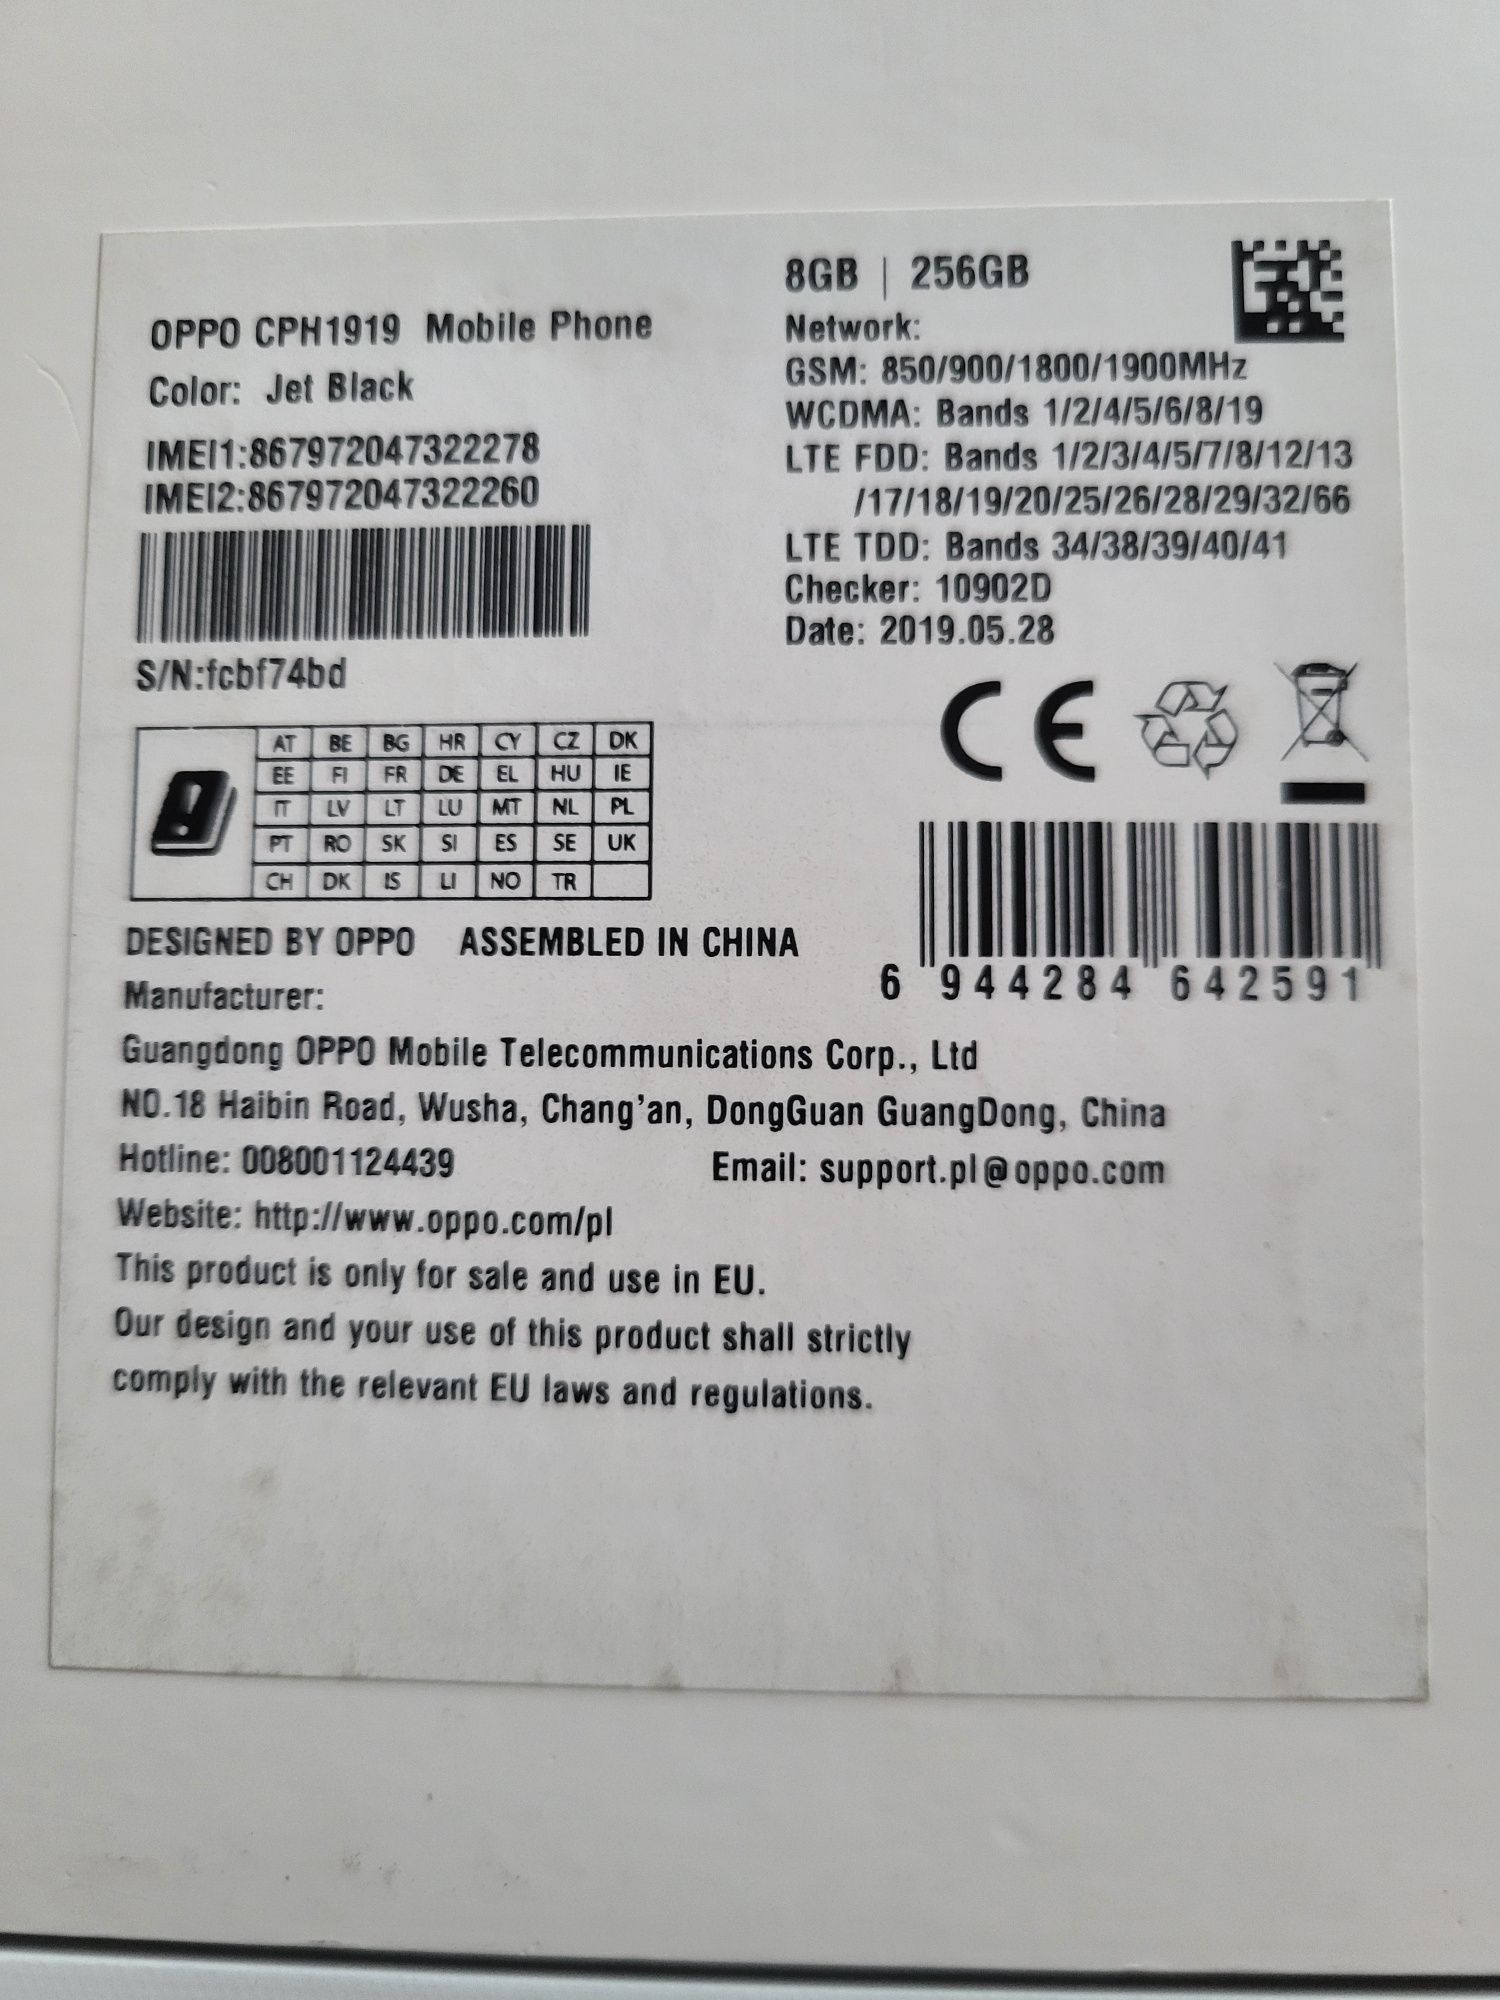 OPPO CPH1919 Mobile Phone
Color: Jet Black
IMEI1:867972047322278
IMEI2:867972047322260
S/N:fcbf74bd
8GB | 256GB
Network:
GSM: 850/900/1800/1900MHz
WCDMA: Bands 1/2/4/5/6/8/19
LTE FDD: Bands 1/2/3/4/5/7/8/12/13
/17/18/19/20/25/26/28/29/32/66
LTE TDD: Bands 34/38/39/40/41
Checker: 10902D
Date: 2019.05.28
CE
AT BE BG HR CY CZ DK
EE FI FR DE EL HU IE
IT LV LT LU MT NL PL
PT RO SK SI ES SE UK
CH DK IS LI NO TR
6 944284 642591
DESIGNED BY OPPO ASSEMBLED IN CHINA
Manufacturer:
Guangdong OPPO Mobile Telecommunications Corp., Ltd
NO.18 Haibin Road, Wusha, Chang'an, DongGuan GuangDong, China
Hotline: 008001124439 Email: support.pl@oppo.com
Website: http://www.oppo.com/pl
This product is only for sale and use in EU.
Our design and your use of this product shall strictly
comply with the relevant EU laws and regulations.